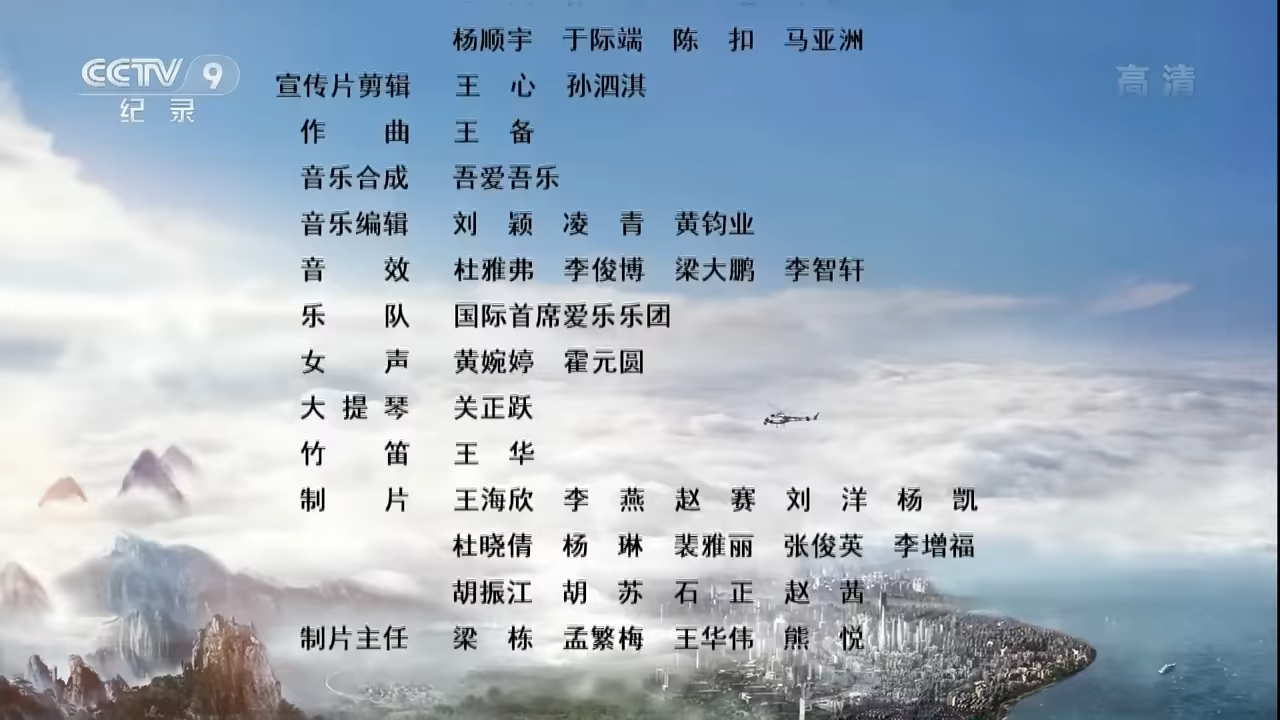 杨顺宇 于际端 陈 扣 马亚洲
CCTV 9
纪录
高清
宣传片剪辑 王 心 孙泗淇
作 曲 王 备
音乐合成 吾爱吾乐
音乐编辑 刘 颖 凌 青 黄钧业
音 效 杜雅弗 李俊博 梁大鹏 李智轩
乐 队 国际首席爱乐乐团
女 声 黄婉婷 霍元圆
大 提 琴 关正跃
竹 笛 王 华
制 片 王海欣 李 燕 赵 赛 刘 洋 杨 凯
杜晓倩 杨 琳 裴雅丽 张俊英 李增福
胡振江 胡 苏 石 正 赵 茜
制片主任 梁 栋 孟繁梅 王华伟 熊 悦